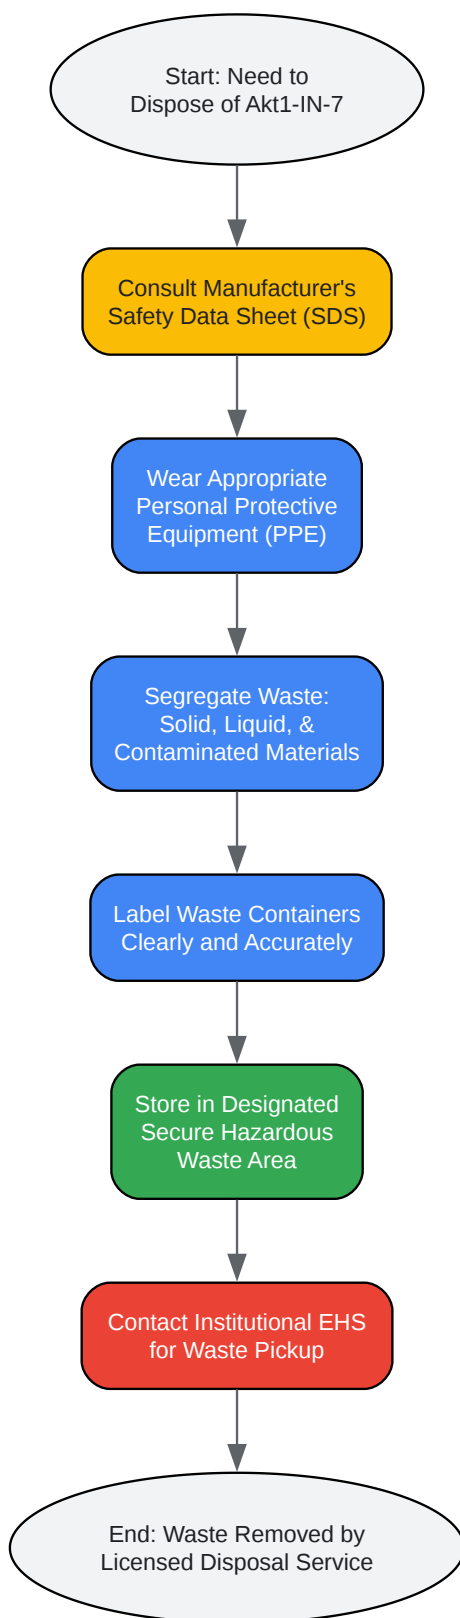 Start: Need to
Dispose of Akt1-IN-7
Consult Manufacturer's
Safety Data Sheet (SDS)
Wear Appropriate
Personal Protective
Equipment (PPE)
Segregate Waste:
Solid, Liquid, &
Contaminated Materials
Label Waste Containers
Clearly and Accurately
Store in Designated
Secure Hazardous
Waste Area
Contact Institutional EHS
for Waste Pickup
End: Waste Removed by
Licensed Disposal Service